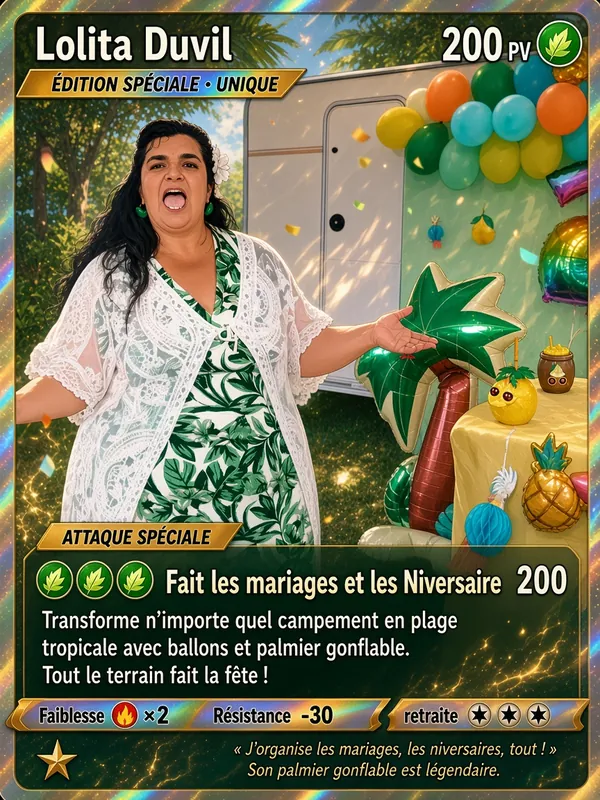 Lolita Duvil
200 PV
ÉDITION SPÉCIALE • UNIQUE
ATTAQUE SPÉCIALE
Fait les mariages et les Niversaire 200
Transforme n’importe quel campement en plage
tropicale avec ballons et palmier gonflable.
Tout le terrain fait la fête !
Faiblesse ×2 Résistance -30 retraite
« J’organise les mariages, les niversaires, tout ! »
Son palmier gonflable est légendaire.